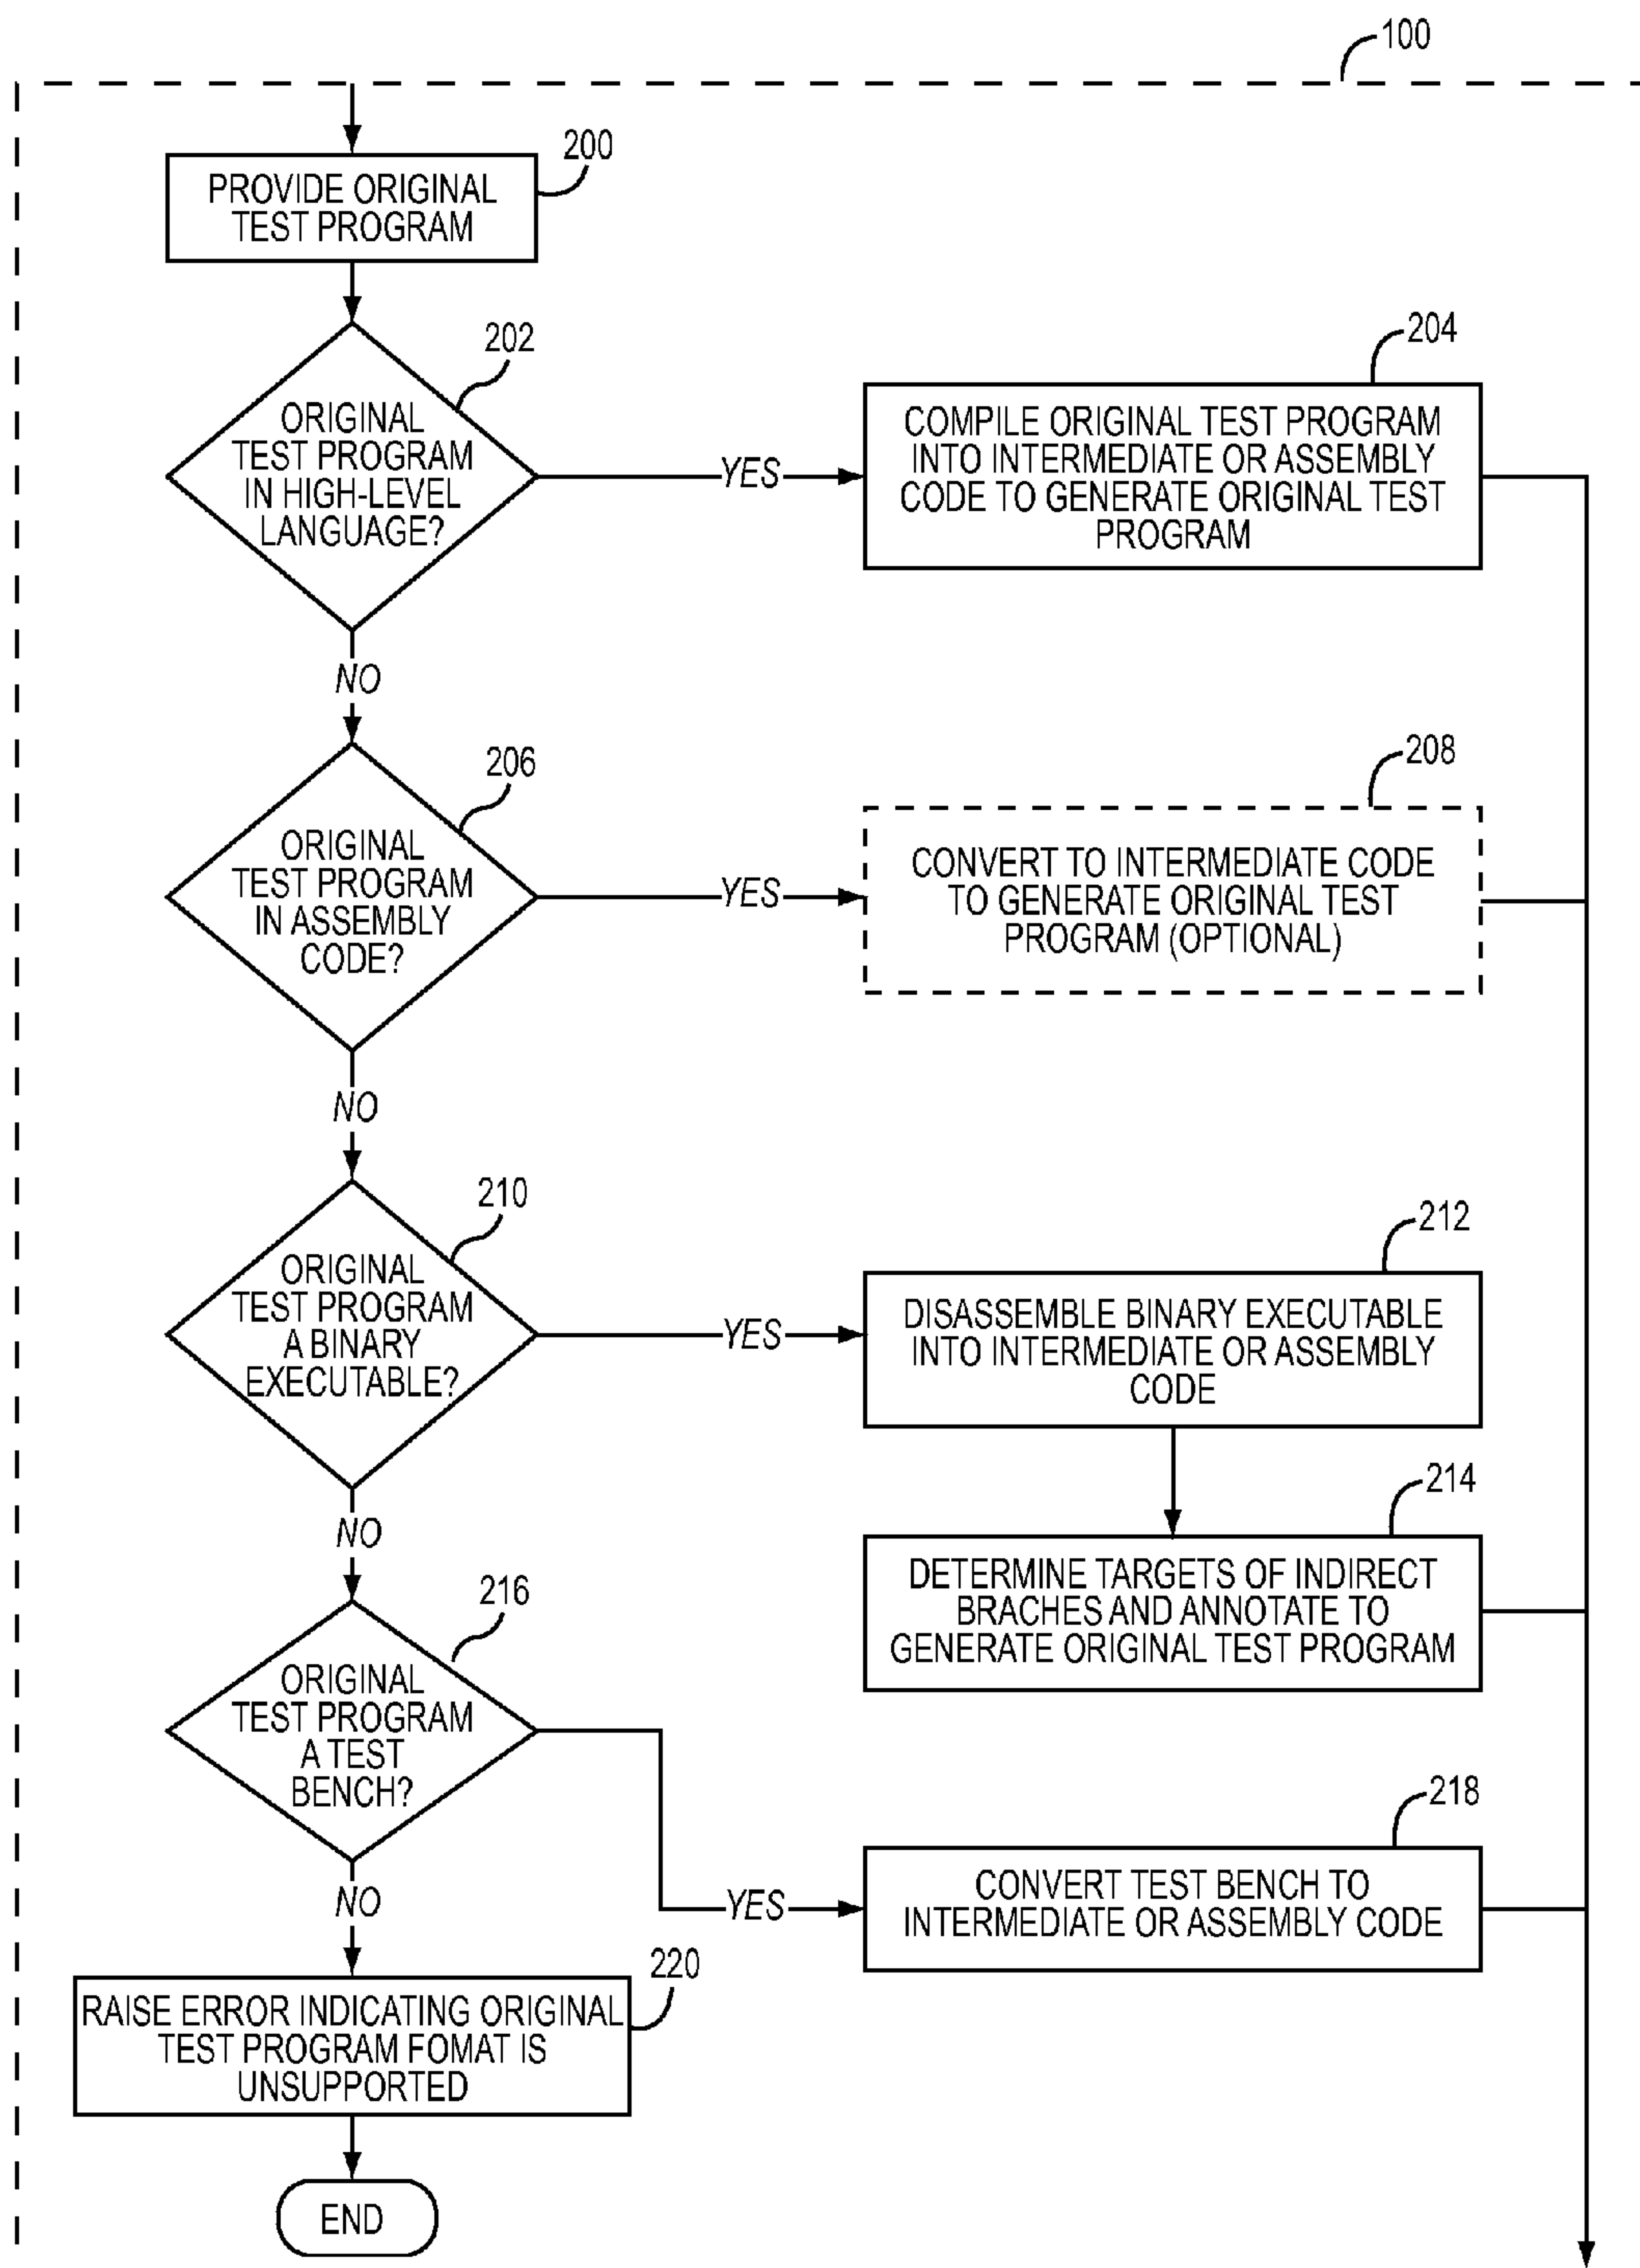 100
200
PROVIDE ORIGINAL
TEST PROGRAM
202
ORIGINAL
TEST PROGRAM
IN HIGH-LEVEL
LANGUAGE?
YES
204
COMPILE ORIGINAL TEST PROGRAM
INTO INTERMEDIATE OR ASSEMBLY
CODE TO GENERATE ORIGINAL TEST
PROGRAM
NO
206
ORIGINAL
TEST PROGRAM
IN ASSEMBLY
CODE?
YES
208
CONVERT TO INTERMEDIATE CODE
TO GENERATE ORIGINAL TEST
PROGRAM (OPTIONAL)
NO
210
ORIGINAL
TEST PROGRAM
A BINARY
EXECUTABLE?
YES
212
DISASSEMBLE BINARY EXECUTABLE
INTO INTERMEDIATE OR ASSEMBLY
CODE
214
DETERMINE TARGETS OF INDIRECT
BRACHES AND ANNOTATE TO
GENERATE ORIGINAL TEST PROGRAM
NO
216
ORIGINAL
TEST PROGRAM
A TEST
BENCH?
YES
218
CONVERT TEST BENCH TO
INTERMEDIATE OR ASSEMBLY CODE
NO
220
RAISE ERROR INDICATING ORIGINAL
TEST PROGRAM FOMAT IS
UNSUPPORTED
END